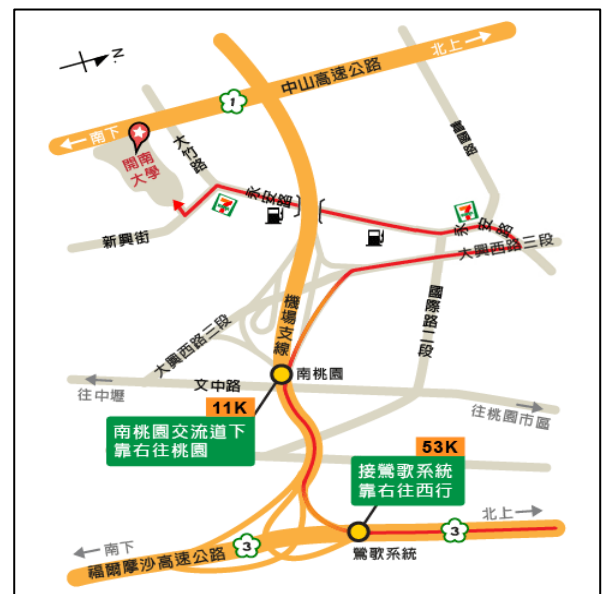 N
北上
中山高速公路
1
南下
開南
大學
大竹路
永安路
7
7
永安路
大興西路三段
新興街
機場支線
國際路二段
大興西路三段
南桃園
文中路
往中壢
往桃園市區
11K
南桃園交流道下
靠右往桃園
53K
接鶯歌系統
靠右往西行
北上
3
南下
3
福爾摩沙高速公路
鶯歌系統